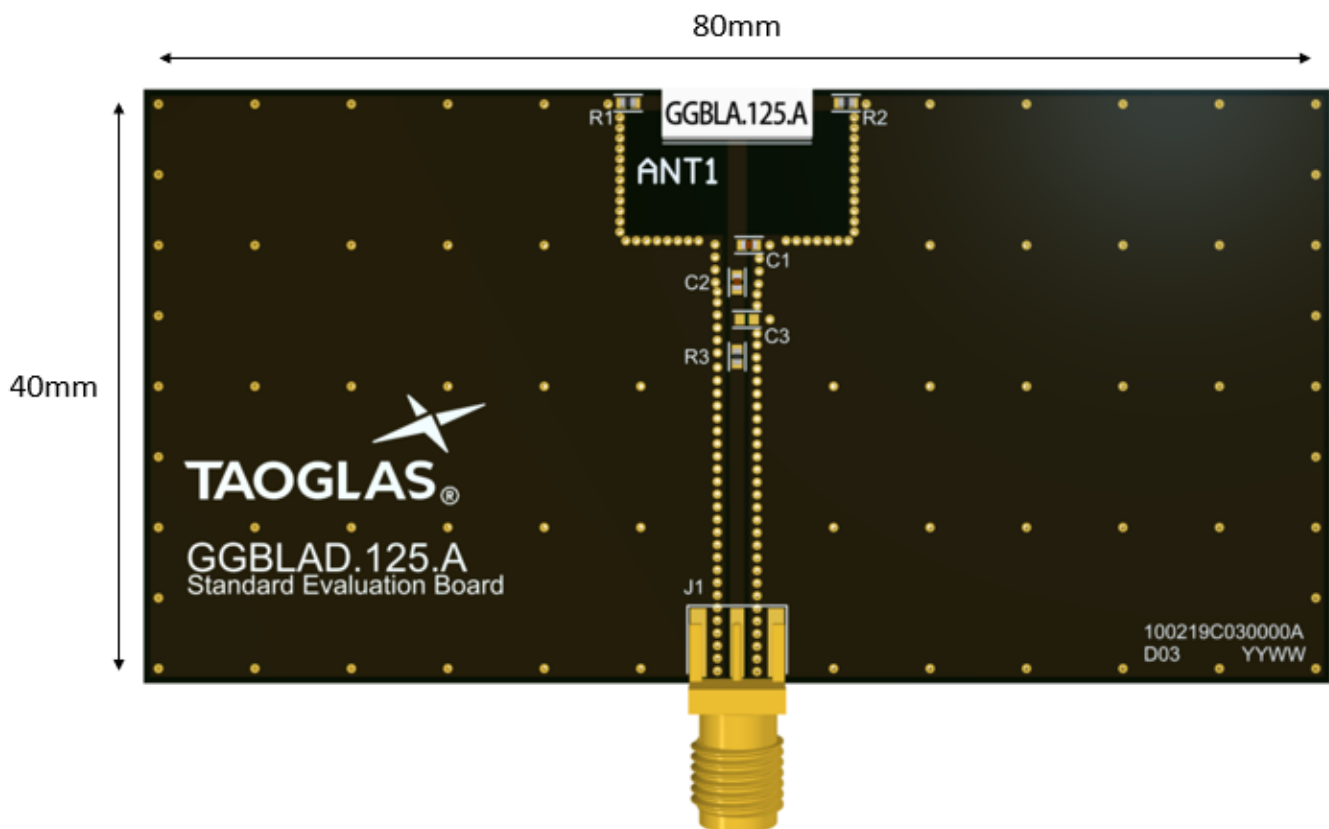 80mm
R1
GGBLA.125.A
R2
ANT1
C1
C2
C3
R3
40mm
TAOGLAS®
GGBLAD.125.A
Standard Evaluation Board
J1
100219C030000A
D03 YYWW